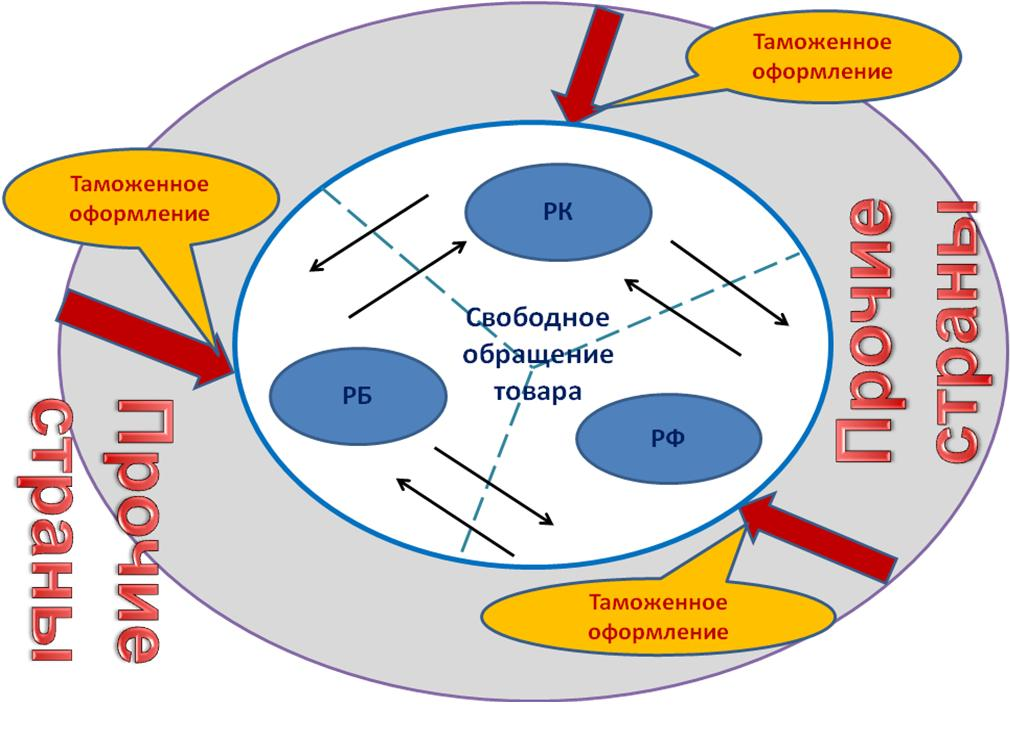 Таможенное
оформление
Таможенное
оформление
РК
Свободное
обращение
товара
РБ
РФ
Прочие
страны
Прочие
страны
Таможенное
оформление